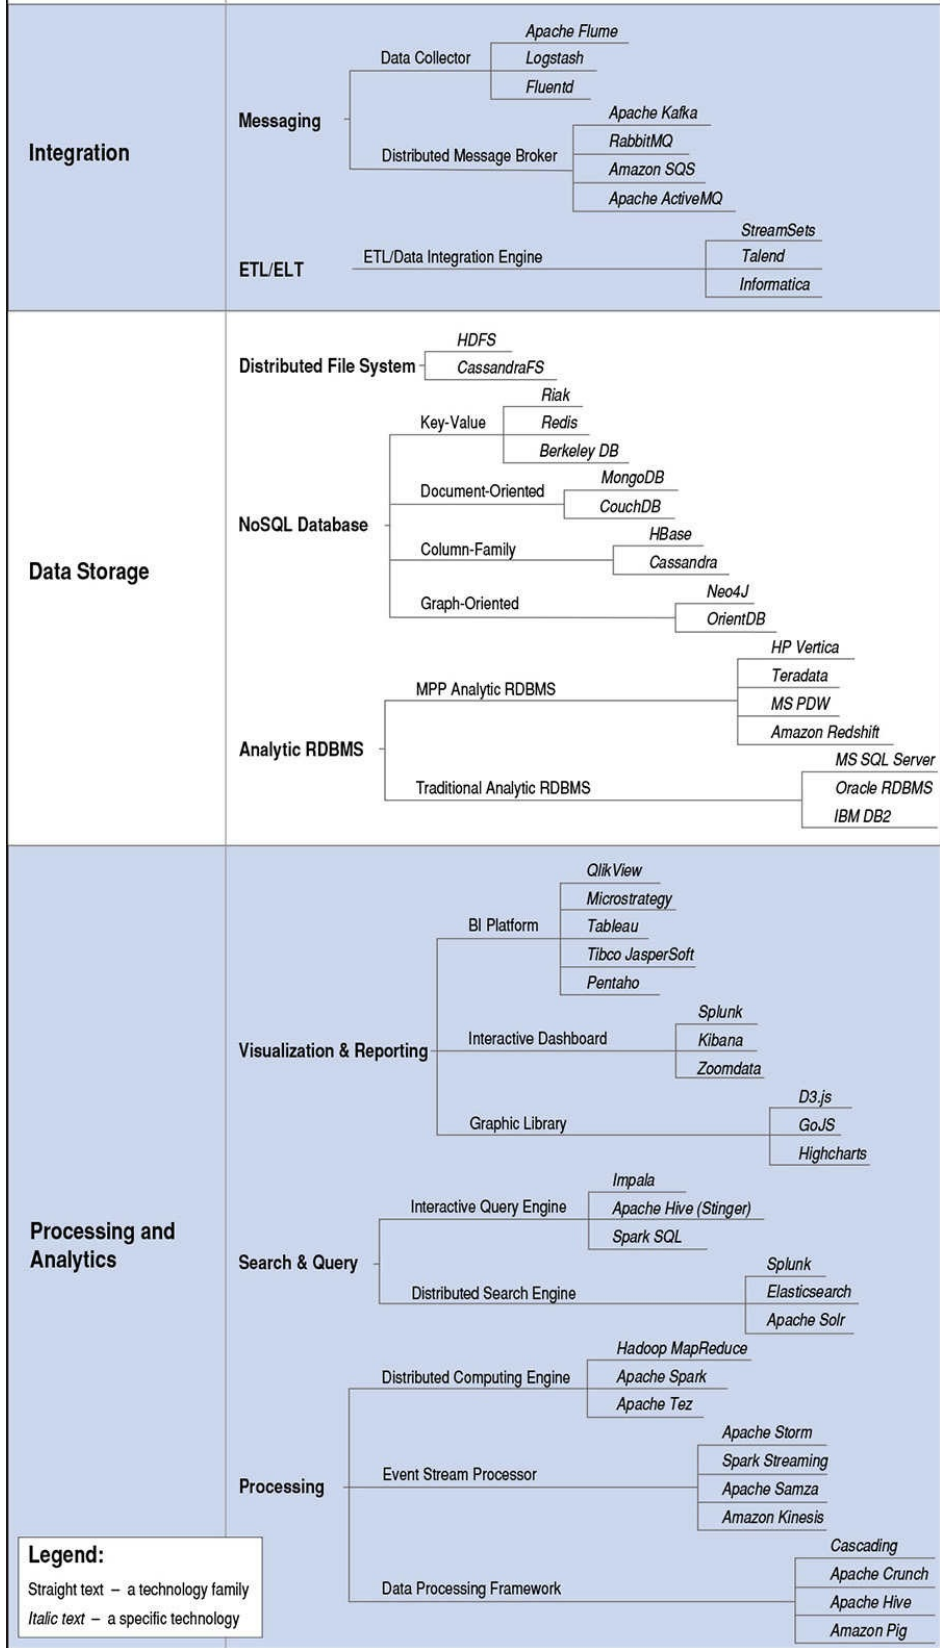 Integration
Messaging
Data Collector
Apache Flume
Logstash
Fluentd
Distributed Message Broker
Apache Kafka
RabbitMQ
Amazon SQS
Apache ActiveMQ
ETL/ELT
ETL/Data Integration Engine
StreamSets
Talend
Informatica
Data Storage
Distributed File System
HDFS
CassandraFS
NoSQL Database
Key-Value
Riak
Redis
Berkeley DB
Document-Oriented
MongoDB
CouchDB
Column-Family
HBase
Cassandra
Graph-Oriented
Neo4J
OrientDB
Analytic RDBMS
MPP Analytic RDBMS
HP Vertica
Teradata
MS PDW
Amazon Redshift
Traditional Analytic RDBMS
MS SQL Server
Oracle RDBMS
IBM DB2
Processing and
Analytics
Visualization & Reporting
BI Platform
QlikView
Microstrategy
Tableau
Tibco JasperSoft
Pentaho
Interactive Dashboard
Splunk
Kibana
Zoomdata
Graphic Library
D3.js
GoJS
Highcharts
Search & Query
Interactive Query Engine
Impala
Apache Hive (Stinger)
Spark SQL
Distributed Search Engine
Splunk
Elasticsearch
Apache Solr
Processing
Distributed Computing Engine
Hadoop MapReduce
Apache Spark
Apache Tez
Event Stream Processor
Apache Storm
Spark Streaming
Apache Samza
Amazon Kinesis
Data Processing Framework
Cascading
Apache Crunch
Apache Hive
Amazon Pig
Legend:
Straight text – a technology family
Italic text – a specific technology